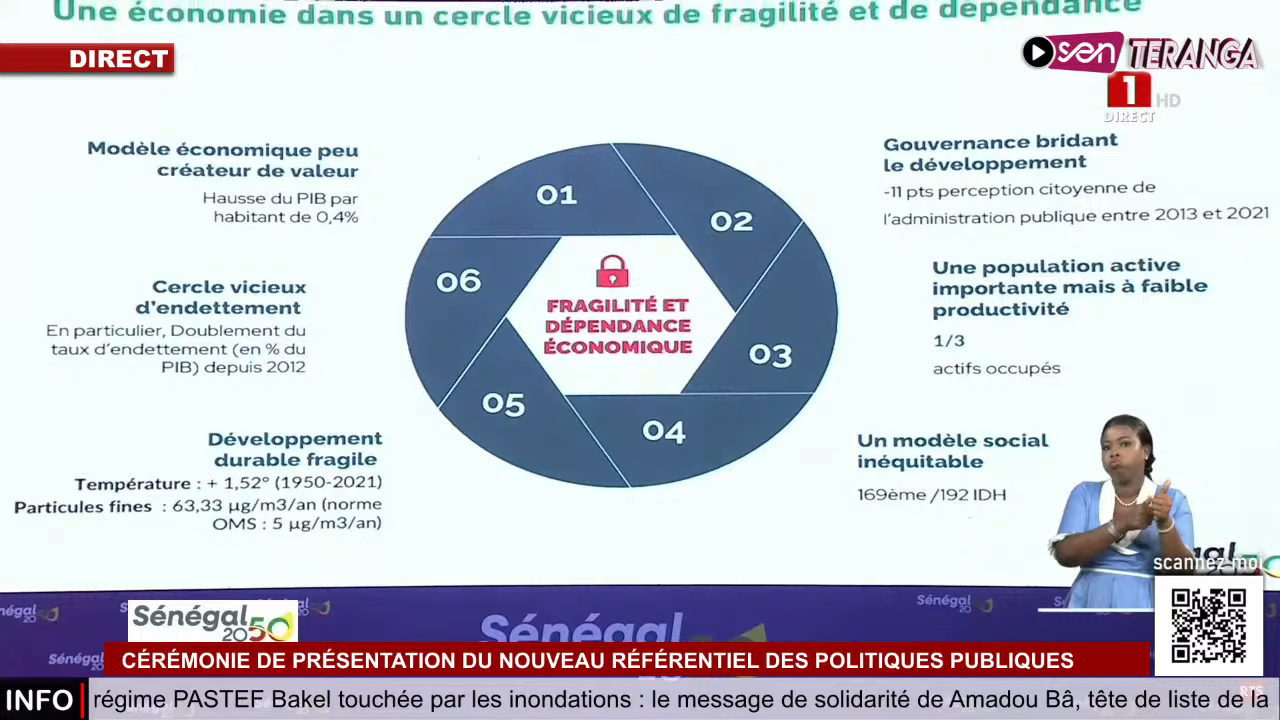 Une économie dans un cercle vicieux de fragilité et de dépendance
DIRECT
sen TERANGA
1 HD
DIRECT
Modèle économique peu
créateur de valeur
Hausse du PIB par
habitant de 0,4%
Gouvernance bridant
le développement
-11 pts perception citoyenne de
l'administration publique entre 2013 et 2021
01
02
03
04
05
06
FRAGILITÉ ET
DÉPENDANCE
ÉCONOMIQUE
Cercle vicieux
d'endettement
En particulier, Doublement du
taux d'endettement (en % du
PIB) depuis 2012
Une population active
importante mais à faible
productivité
1/3
actifs occupés
Développement
durable fragile
Température : + 1,52° (1950-2021)
Particules fines : 63,33 µg/m3/an (norme
OMS : 5 µg/m3/an)
Un modèle social
inéquitable
169ème /192 IDH
scannez moi
Sénégal
2050
Sénégal
Sénégal
20
Sénégal
CÉRÉMONIE DE PRÉSENTATION DU NOUVEAU RÉFÉRENTIEL DES POLITIQUES PUBLIQUES
INFO régime PASTEF Bakel touchée par les inondations : le message de solidarité de Amadou Bâ, tête de liste de la